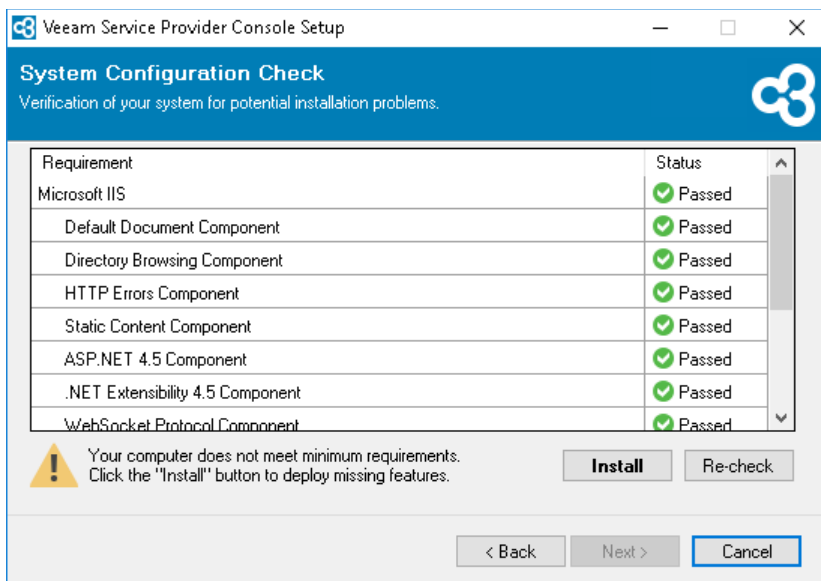 Veeam Service Provider Console Setup
System Configuration Check
Verification of your system for potential installation problems.
Requirement Status
Microsoft IIS Passed
Default Document Component Passed
Directory Browsing Component Passed
HTTP Errors Component Passed
Static Content Component Passed
ASP.NET 4.5 Component Passed
.NET Extensibility 4.5 Component Passed
WebSocket Protocol Component Passed
Your computer does not meet minimum requirements.
Click the "Install" button to deploy missing features.
Install Re-check
< Back Next > Cancel